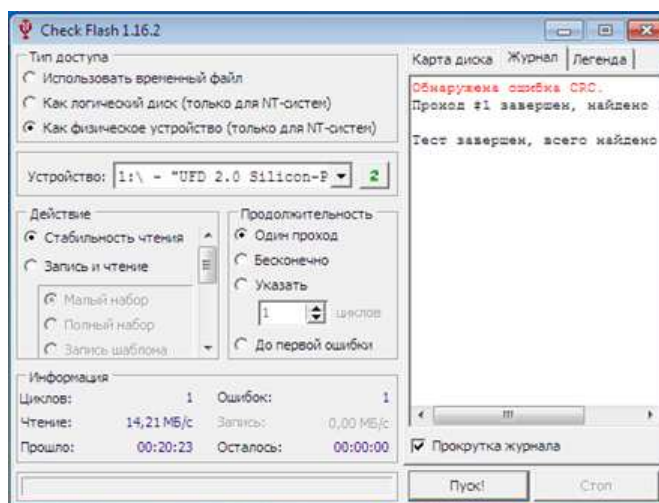 Check Flash 1.16.2
Тип доступа
Использовать временный файл
Как логический диск (только для NT-систем)
Как физическое устройство (только для NT-систем)
Устройство: 1:\ - "UFD 2.0 Silicon-P 2
Действие
Стабильность чтения
Запись и чтение
Малый набор
Полный набор
Запись шаблона
Продолжительность
Один проход
Бесконечно
Указать
1 циклов
До первой ошибки
Информация
Циклов: 1 Ошибок: 1
Чтение: 14,21 МБ/с Запись: 0,00 МБ/с
Прошло: 00:20:23 Осталось: 00:00:00
Карта диска Журнал Легенда
Обнаружена ошибка CRC.
Проход #1 завершен, найдено
Тест завершен, всего найдено
Прокрутка журнала
Пуск! Стоп